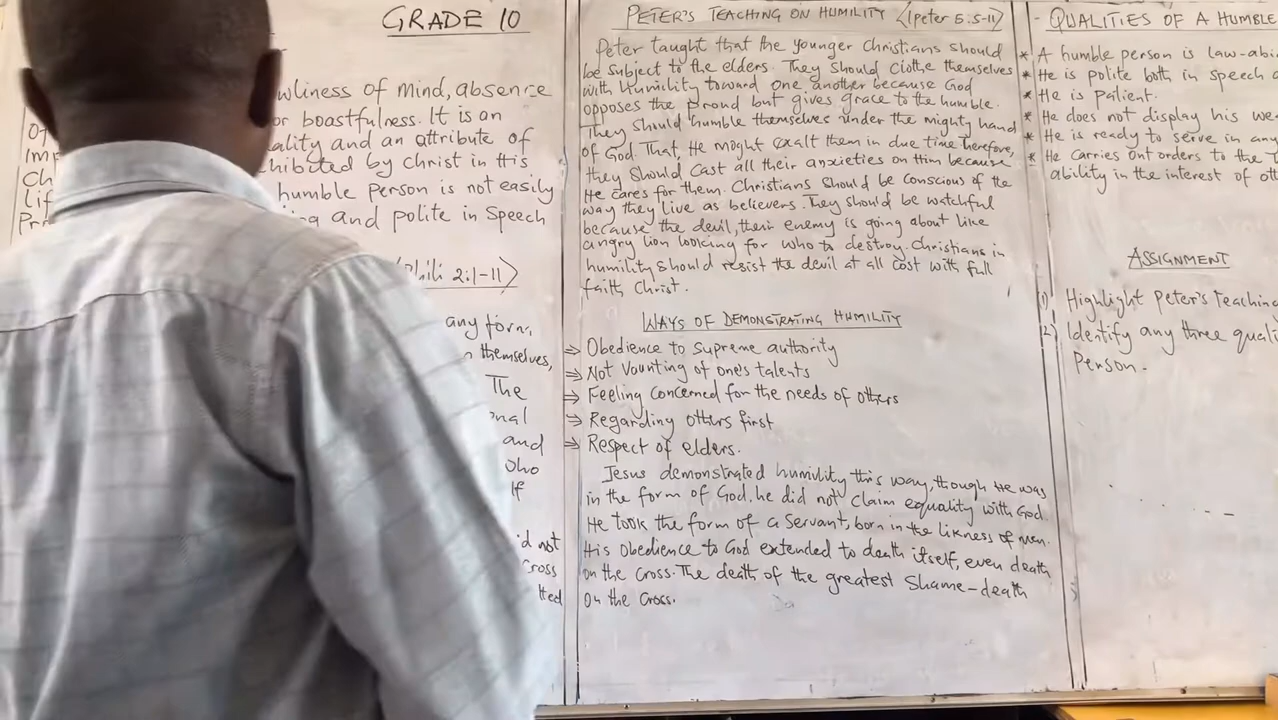 GRADE 10
wliness of mind, absence
or boastfulness. It is an
ality and an attribute of
hibited by Christ in His
humble person is not easily
and polite in Speech
Phili 2:1-11>
any form,
themselves,
The
onal
and
who
If
id not
Cross
tted
PETER'S TEACHING ON HUMILITY <1Peter 5:5-11>
Peter taught that the younger Christians should
be subject to the elders. They should clothe themselves
with Humility toward one another because God
opposes the Proud but gives grace to the humble.
They should humble themselves under the mighty hand
of God. That, He might exalt them in due time therefore,
they should cast all their anxieties on Him because
He cares for them. Christians should be conscious of the
way they live as believers. They should be watchful
because the devil, their enemy is going about like
angry lion looking for who to destroy. Christians in
humility should resist the devil at all cost with full
faith Christ.
WAYS OF DEMONSTRATING HUMILITY
⇒ Obedience to Supreme authority
⇒ Not Vaunting of one's talents
⇒ Feeling concerned for the needs of others
⇒ Regarding others first
⇒ Respect of elders.
Jesus demonstrated humility this way, though He was
in the form of God, he did not claim equality with God.
He took the form of a Servant, born in the likness of men.
His obedience to God extended to death itself, even death
on the cross. The death of the greatest Shame-death
on the Cross.
- QUALITIES OF A HUMBLE
* A humble person is law-abi
* He is polite both in speech a
* He is patient.
* He does not display his we
* He is ready to serve in any
* He carries out orders to the
ability in the interest of ot
ASSIGNMENT
1) Highlight Peter's teachin
2) Identify any three quali
Person.